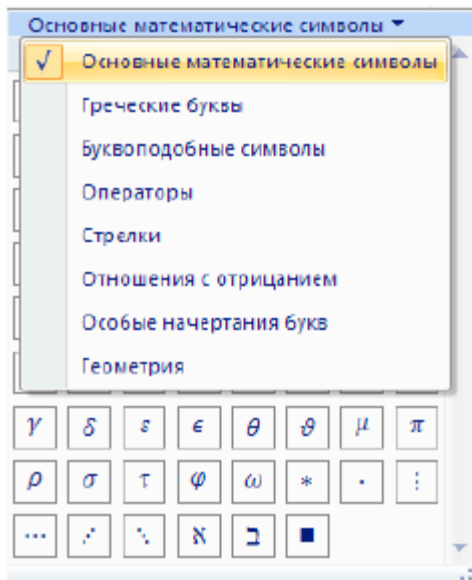 Основные математические символы
Основные математические символы
Греческие буквы
Буквоподобные символы
Операторы
Стрелки
Отношения с отрицанием
Особые начертания букв
Геометрия
γ δ ε ϵ θ ϑ μ π
ρ σ τ φ ω * · ⋮
⋯ ⋰ ⋱ ℵ ℶ ■